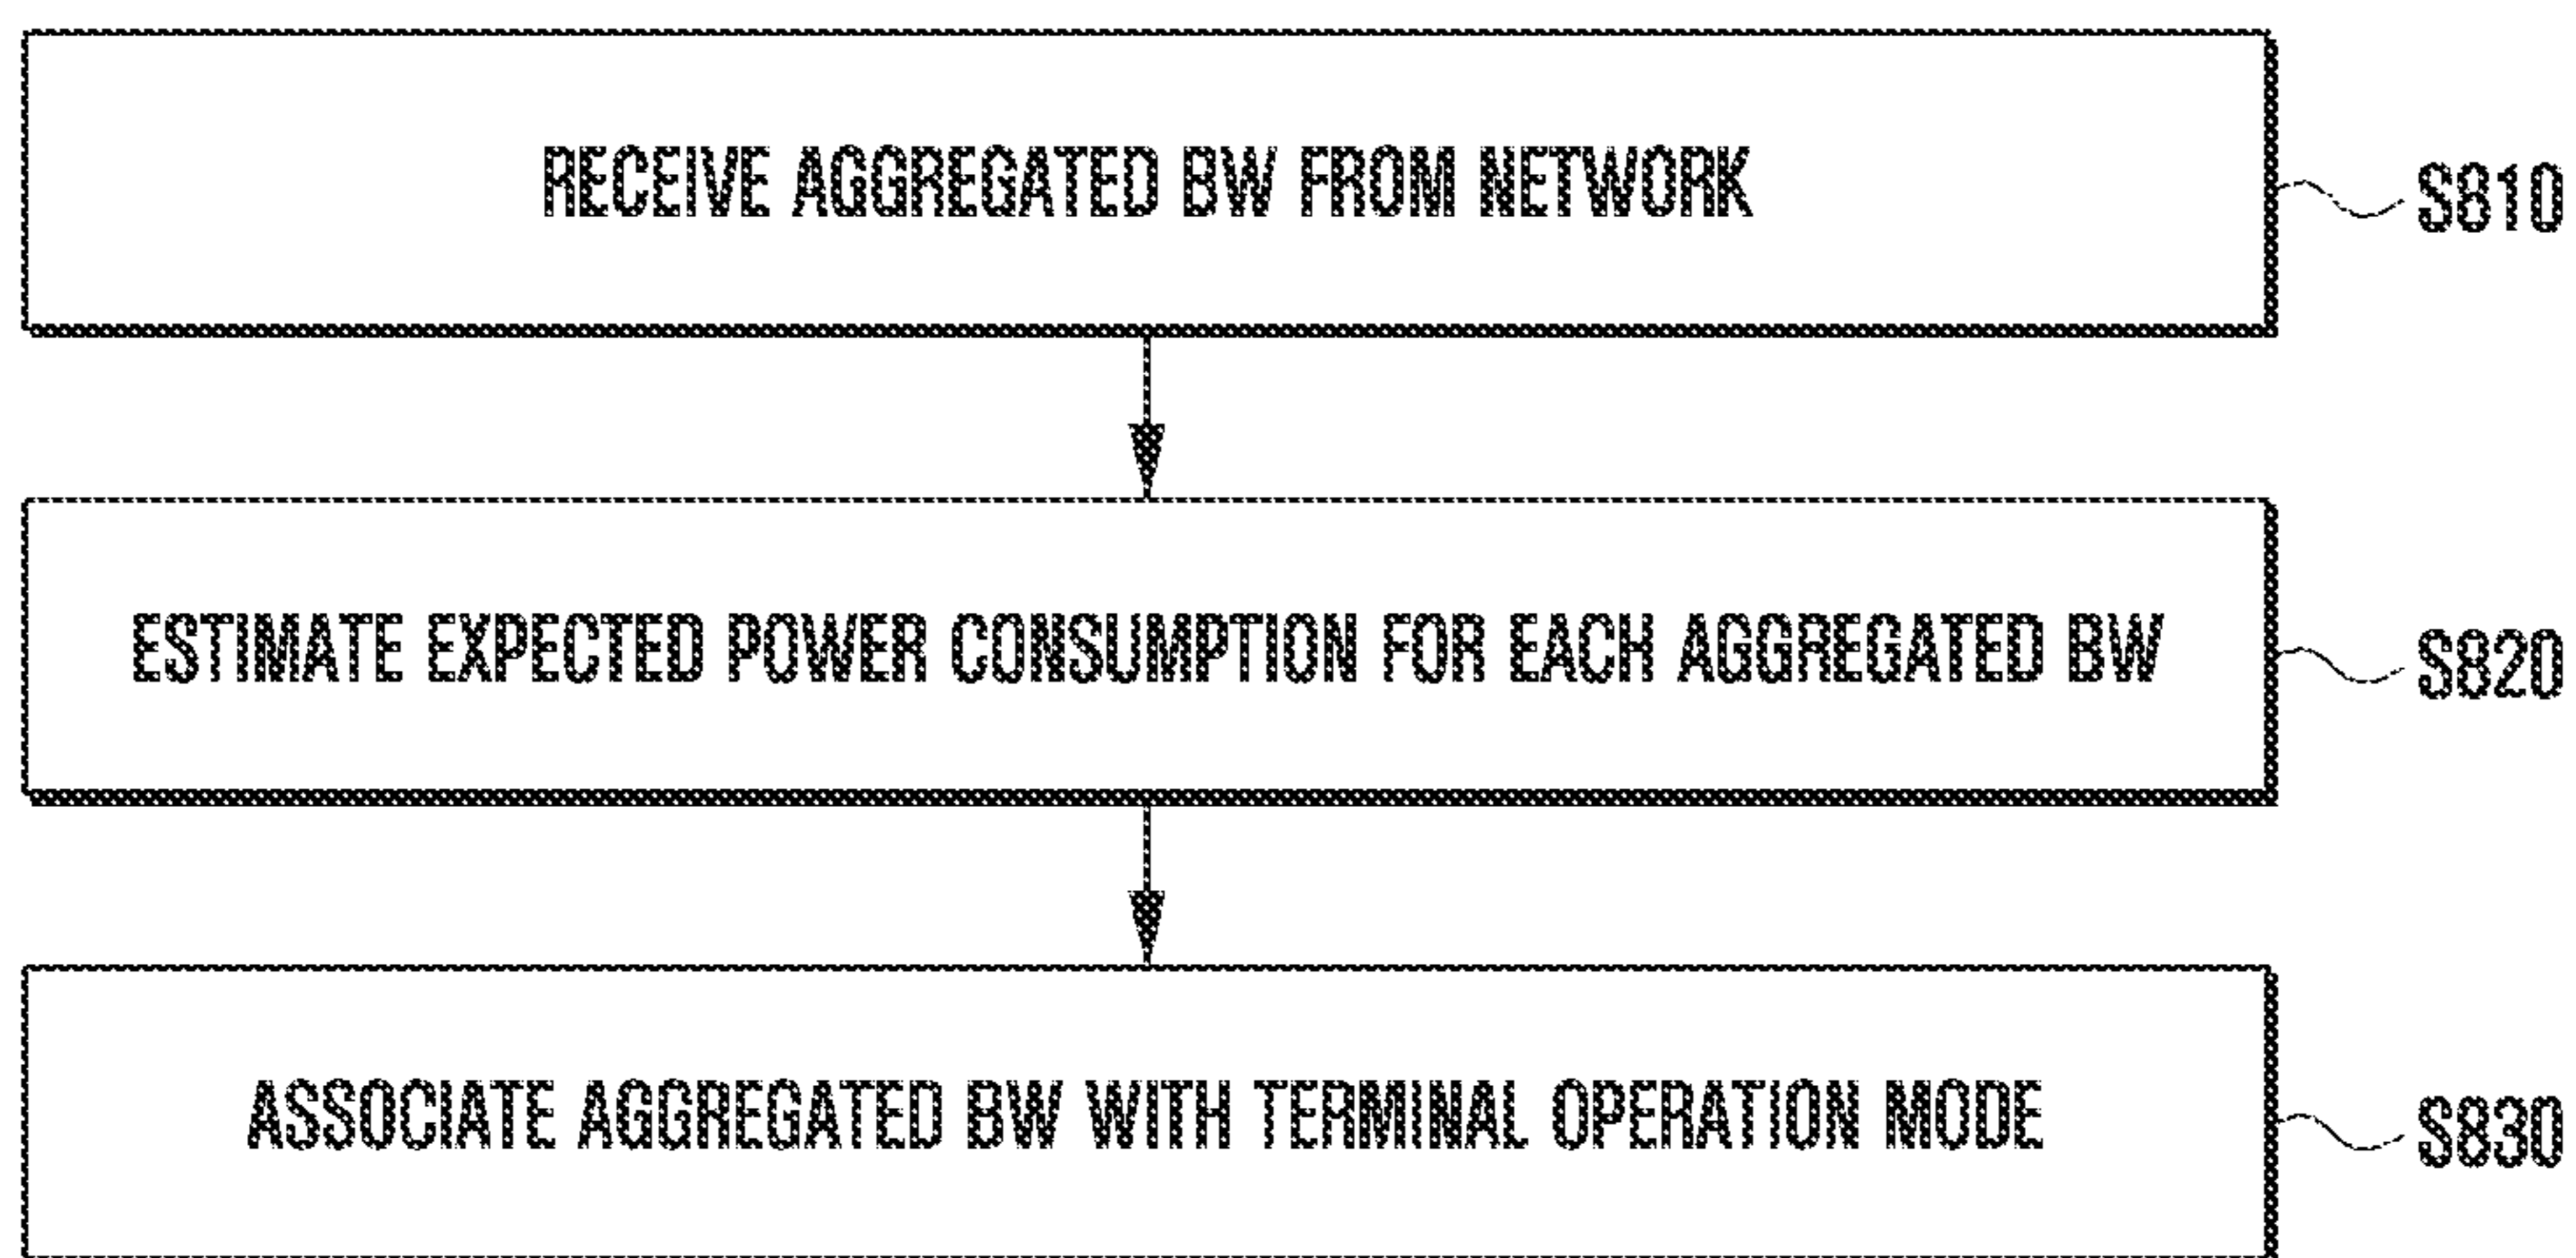 RECEIVE AGGREGATED BW FROM NETWORK
S810
ESTIMATE EXPECTED POWER CONSUMPTION FOR EACH AGGREGATED BW
S820
ASSOCIATE AGGREGATED BW WITH TERMINAL OPERATION MODE
S830